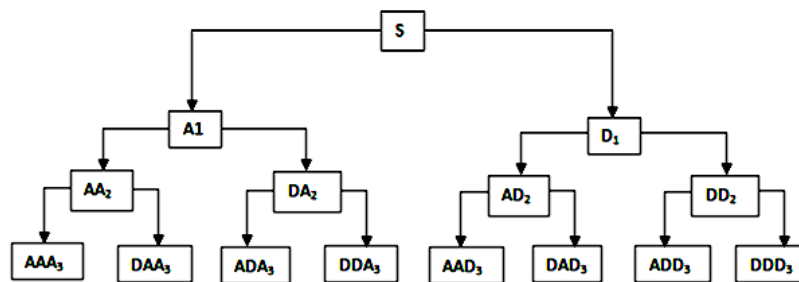 S
A1
D₁
AA₂
DA₂
AD₂
DD₂
AAA₃
DAA₃
ADA₃
DDA₃
AAD₃
DAD₃
ADD₃
DDD₃